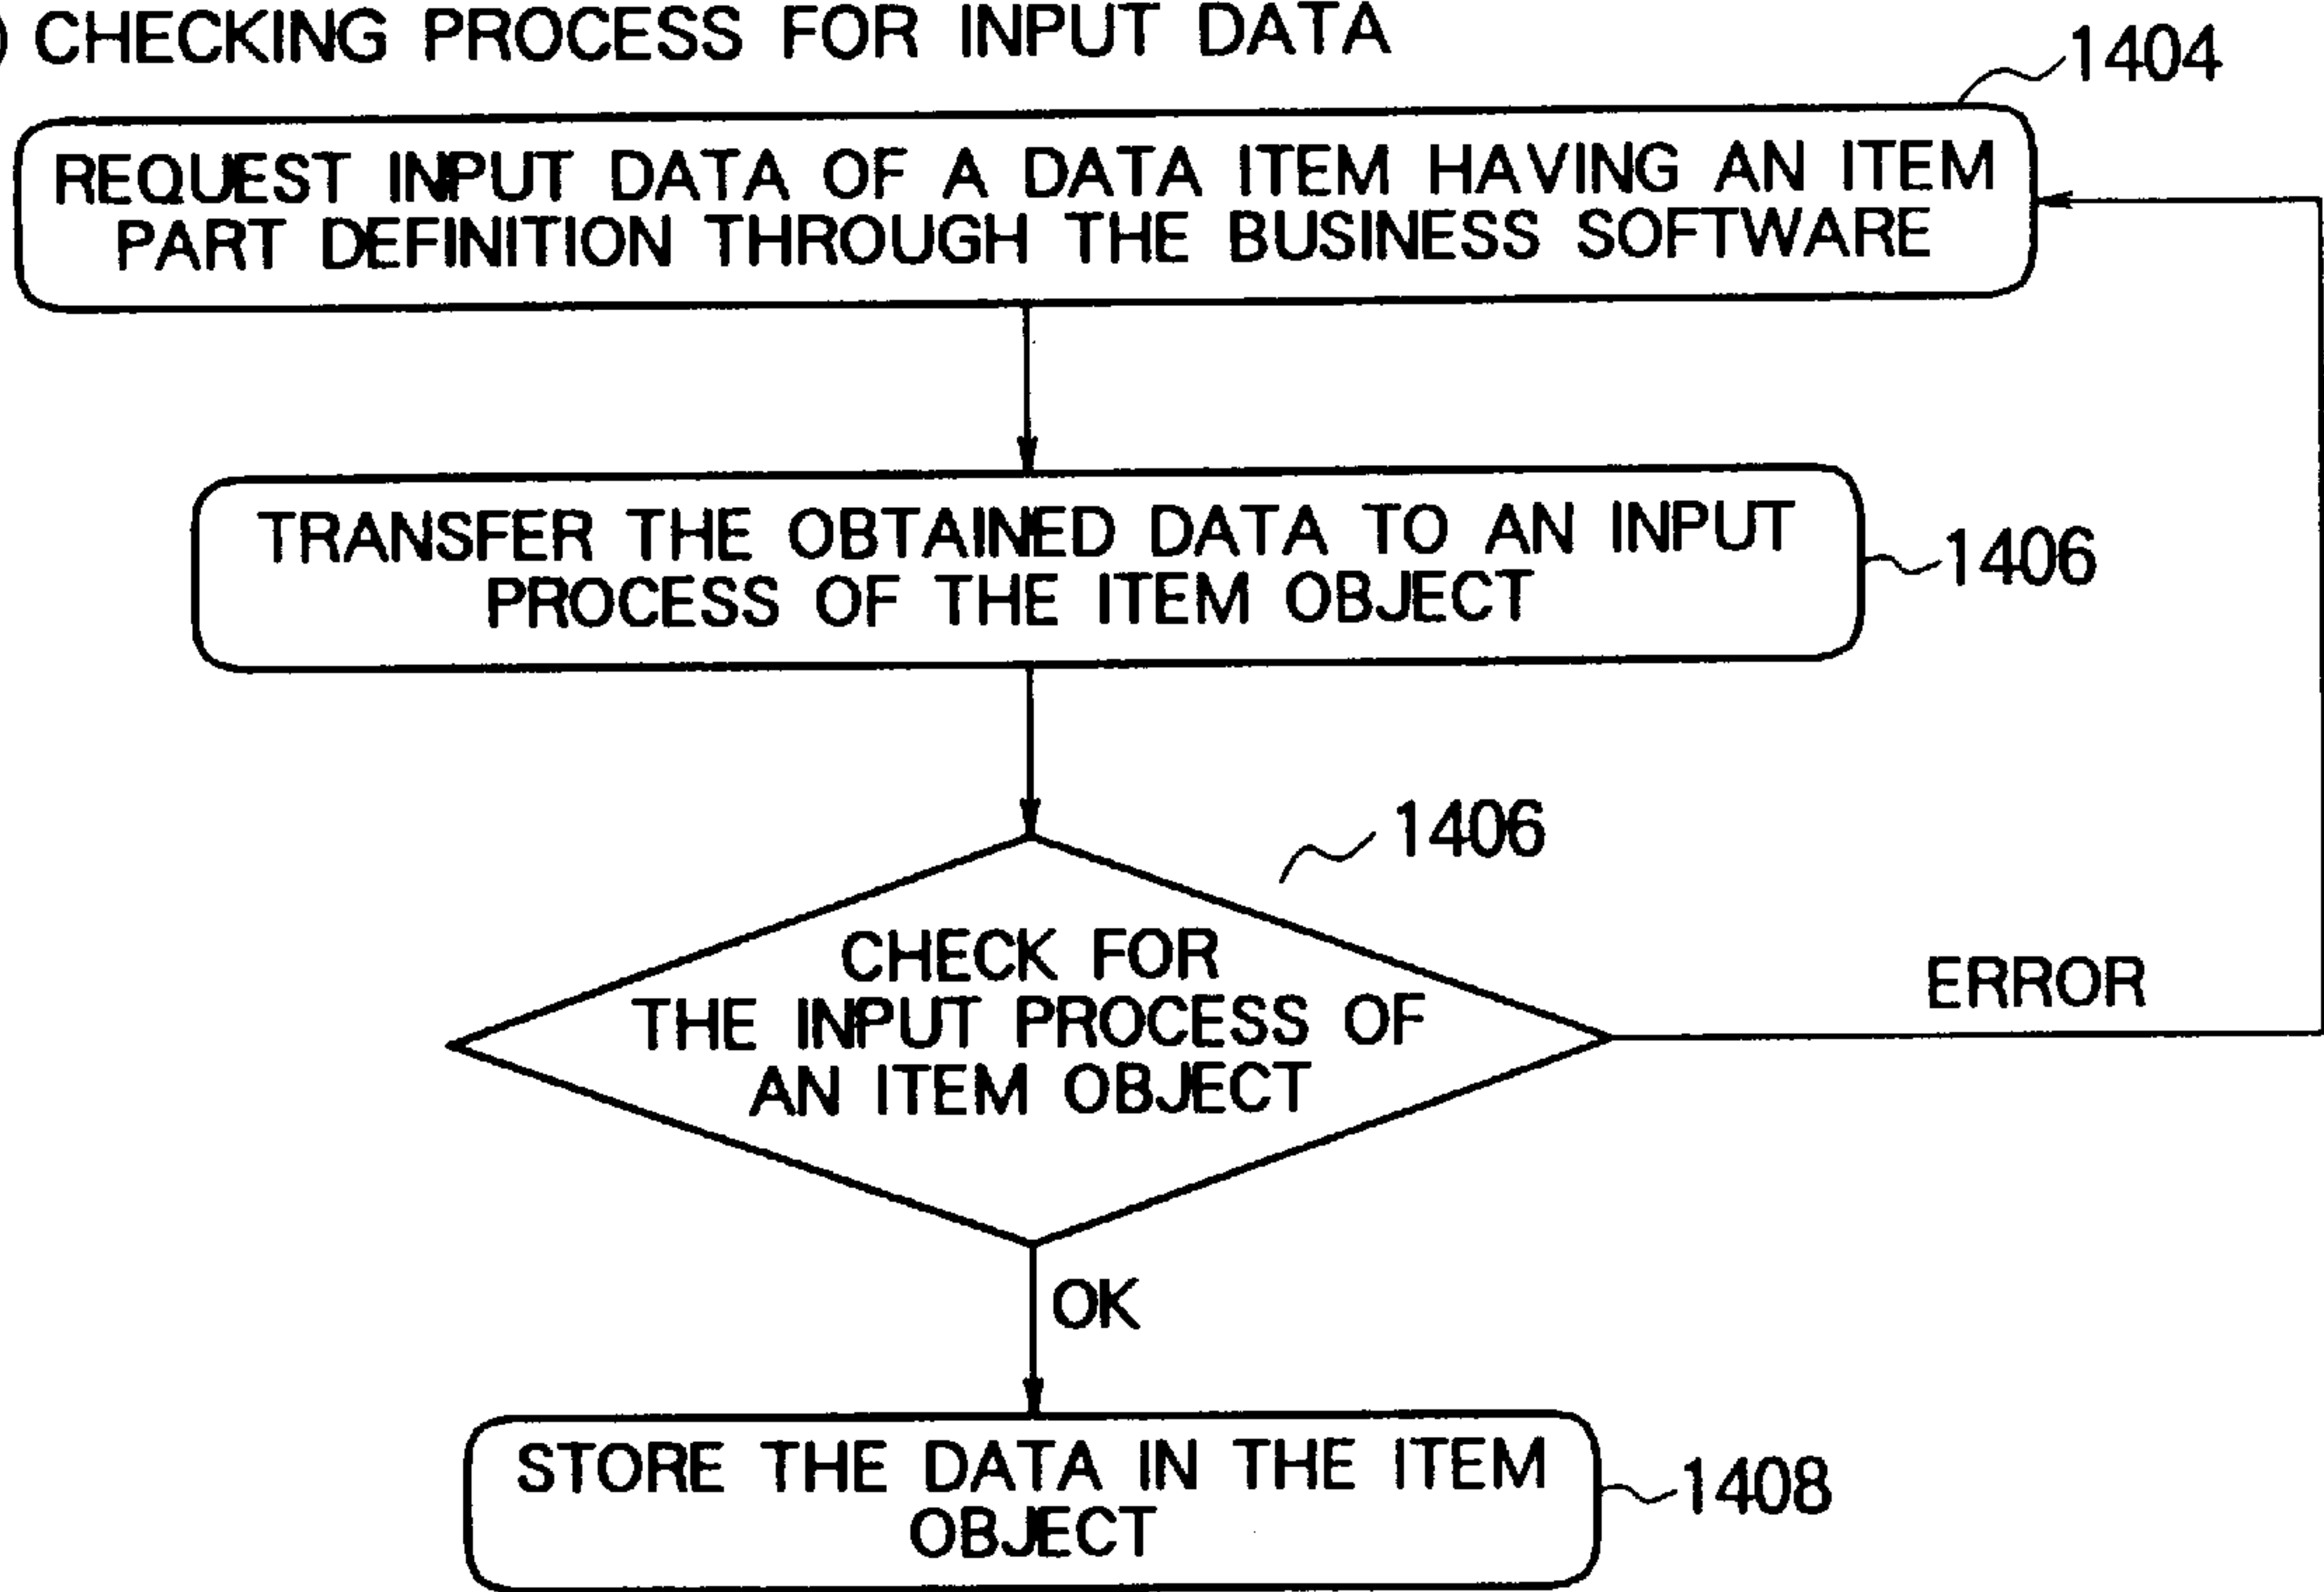 ) CHECKING PROCESS FOR INPUT DATA
1404
REQUEST INPUT DATA OF A DATA ITEM HAVING AN ITEM
PART DEFINITION THROUGH THE BUSINESS SOFTWARE
TRANSFER THE OBTAINED DATA TO AN INPUT
PROCESS OF THE ITEM OBJECT
1406
1406
CHECK FOR
THE INPUT PROCESS OF
AN ITEM OBJECT
ERROR
OK
STORE THE DATA IN THE ITEM
OBJECT
1408